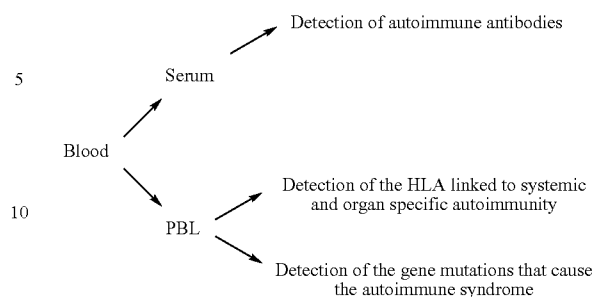 Detection of autoimmune antibodies
5
Serum
Blood
Detection of the HLA linked to systemic
and organ specific autoimmunity
10
PBL
Detection of the gene mutations that cause
the autoimmune syndrome